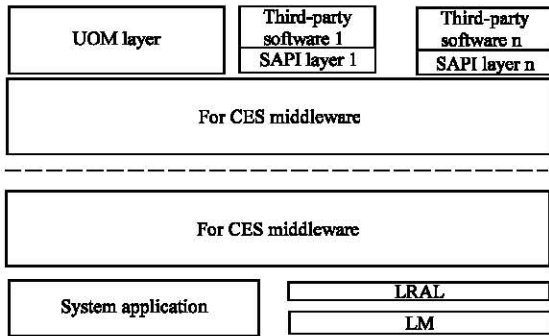 UOM layer
Third-party
software 1
SAPI layer 1
Third-party
software n
SAPI layer n
For CES middleware
For CES middleware
System application
LRAL
LM